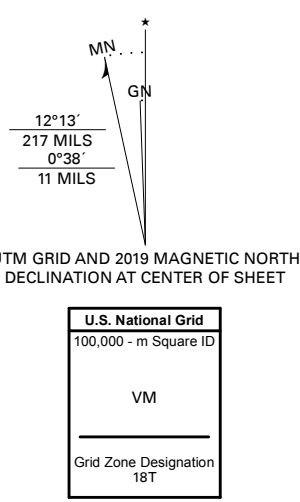 ★
MN
GN
12°13´
217 MILS
0°38´
11 MILS
UTM GRID AND 2019 MAGNETIC NORTH
DECLINATION AT CENTER OF SHEET
U.S. National Grid
100,000 - m Square ID
VM
Grid Zone Designation
18T